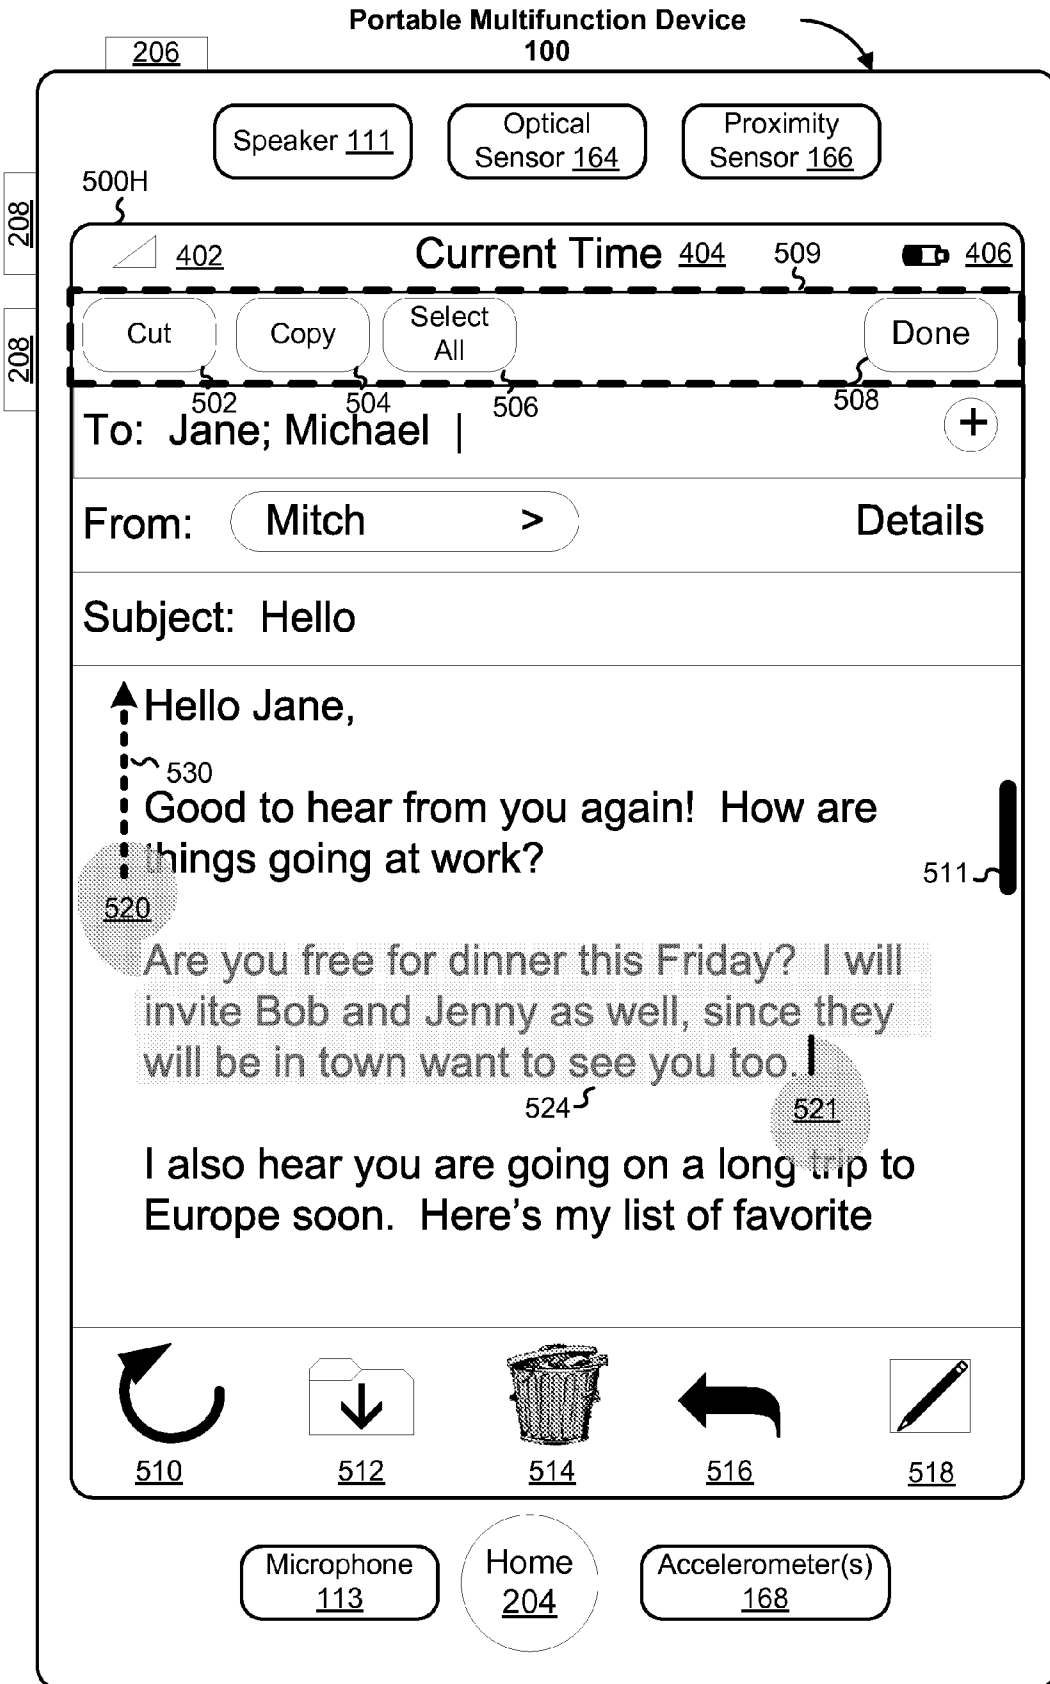 Portable Multifunction Device
100
206
Speaker 111
Optical
Sensor 164
Proximity
Sensor 166
500H
208
208
402
Current Time 404
509
406
Cut
Copy
Select
All
Done
502
504
506
508
To:  Jane; Michael |
+
From:
Mitch >
Details
Subject:  Hello
Hello Jane,
530
Good to hear from you again!  How are
things going at work?
511
520
Are you free for dinner this Friday?  I will
invite Bob and Jenny as well, since they
will be in town want to see you too.
524
521
I also hear you are going on a long trip to
Europe soon.  Here's my list of favorite
510
512
514
516
518
Microphone
113
Home
204
Accelerometer(s)
168